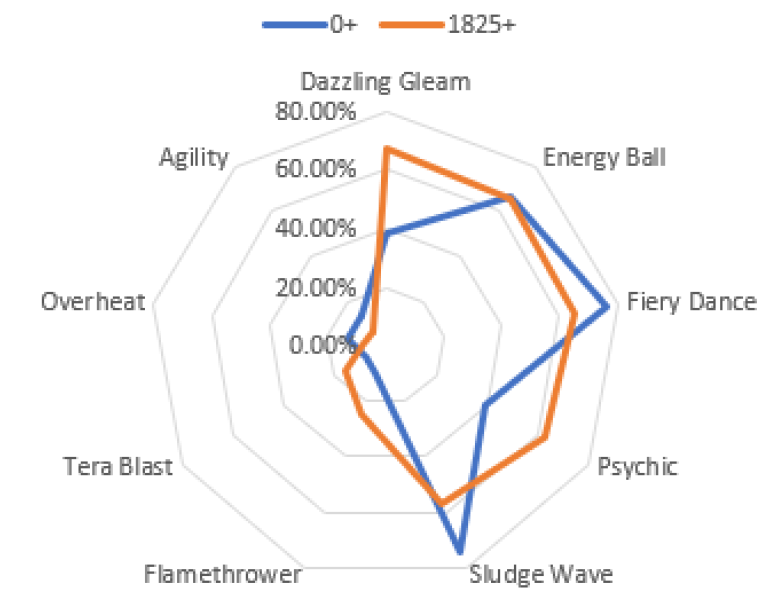 0+ 1825+
Dazzling Gleam
80.00%
Agility
Energy Ball
60.00%
40.00%
20.00%
Overheat
Fiery Dance
0.00%
Tera Blast
Psychic
Flamethrower
Sludge Wave